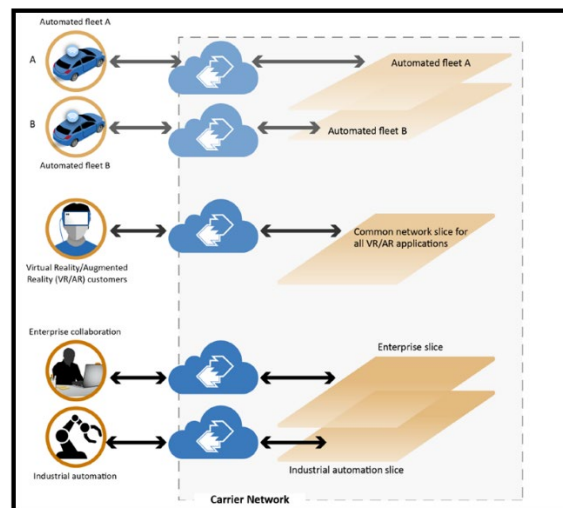 Automated fleet A
A
Automated fleet A
B
Automated fleet B
Automated fleet B
Common network slice for
all VR/AR applications
Virtual Reality/Augmented
Reality (VR/AR) customers
Enterprise collaboration
Enterprise slice
Industrial automation
Industrial automation slice
Carrier Network